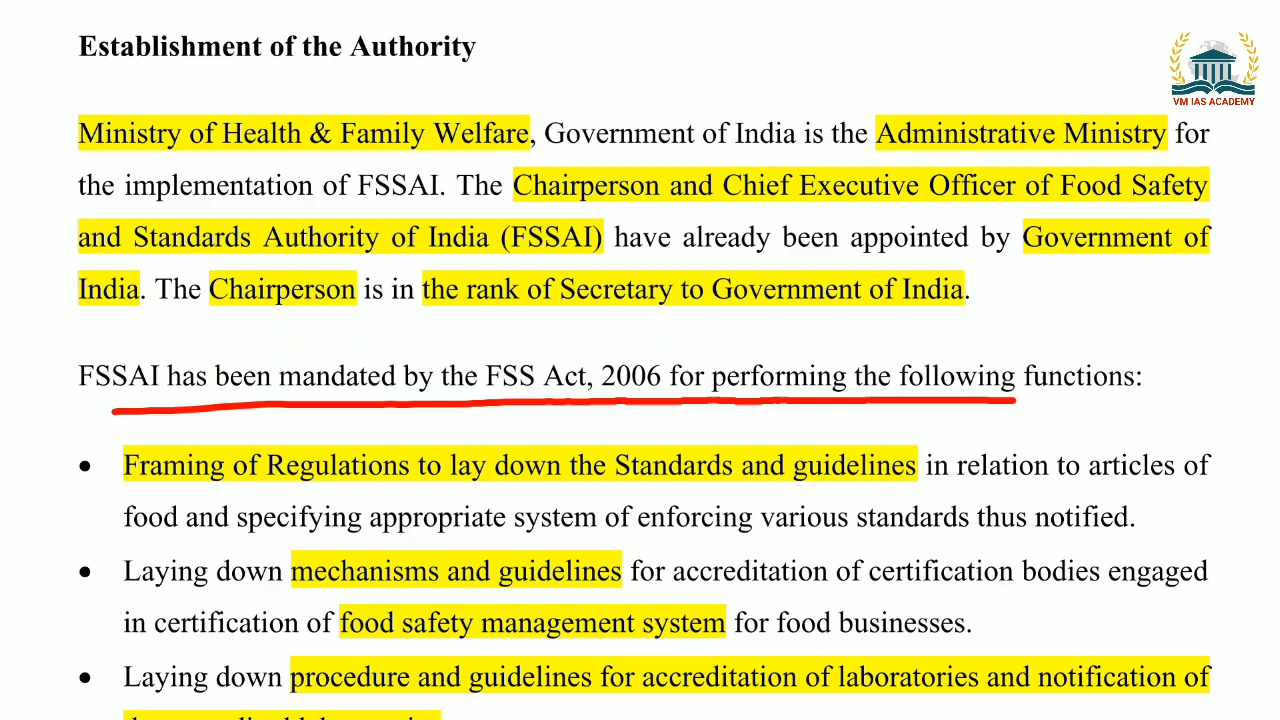 Establishment of the Authority
VM IAS ACADEMY
Ministry of Health & Family Welfare, Government of India is the Administrative Ministry for
the implementation of FSSAI. The Chairperson and Chief Executive Officer of Food Safety
and Standards Authority of India (FSSAI) have already been appointed by Government of
India. The Chairperson is in the rank of Secretary to Government of India.
FSSAI has been mandated by the FSS Act, 2006 for performing the following functions:
• Framing of Regulations to lay down the Standards and guidelines in relation to articles of
food and specifying appropriate system of enforcing various standards thus notified.
• Laying down mechanisms and guidelines for accreditation of certification bodies engaged
in certification of food safety management system for food businesses.
• Laying down procedure and guidelines for accreditation of laboratories and notification of